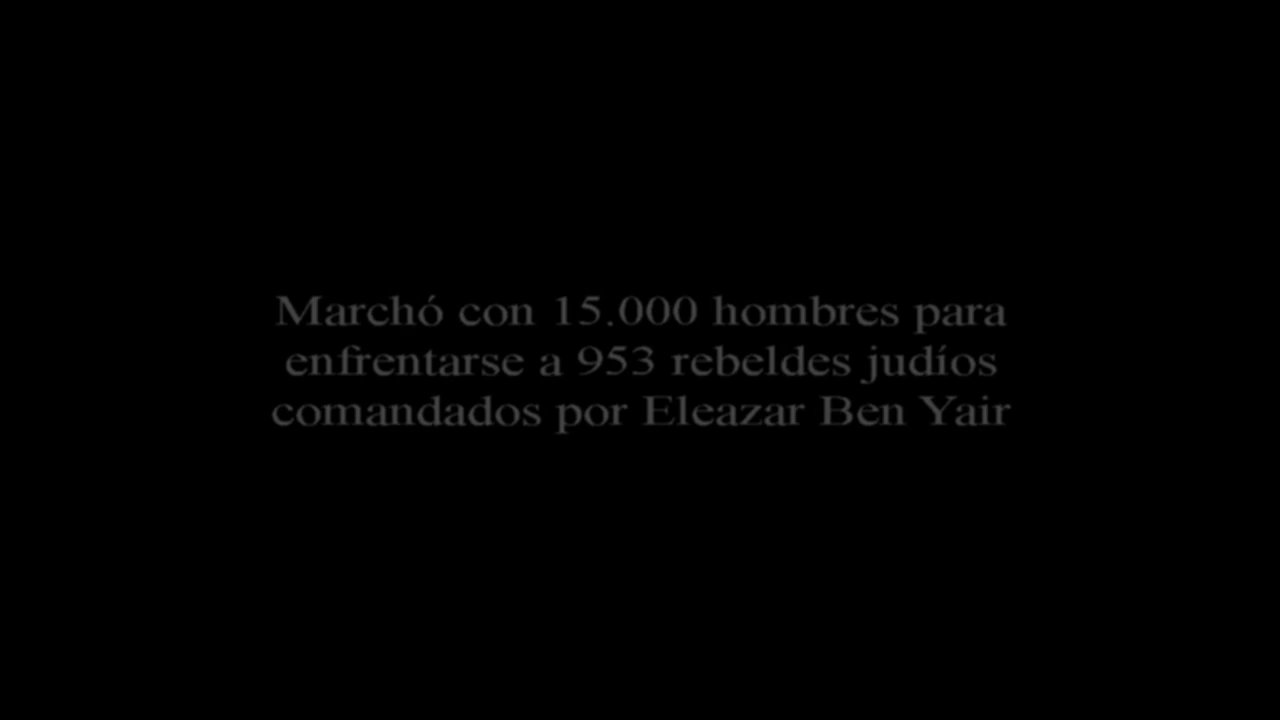 Marchó con 15.000 hombres para
enfrentarse a 953 rebeldes judíos
comandados por Eleazar Ben Yair